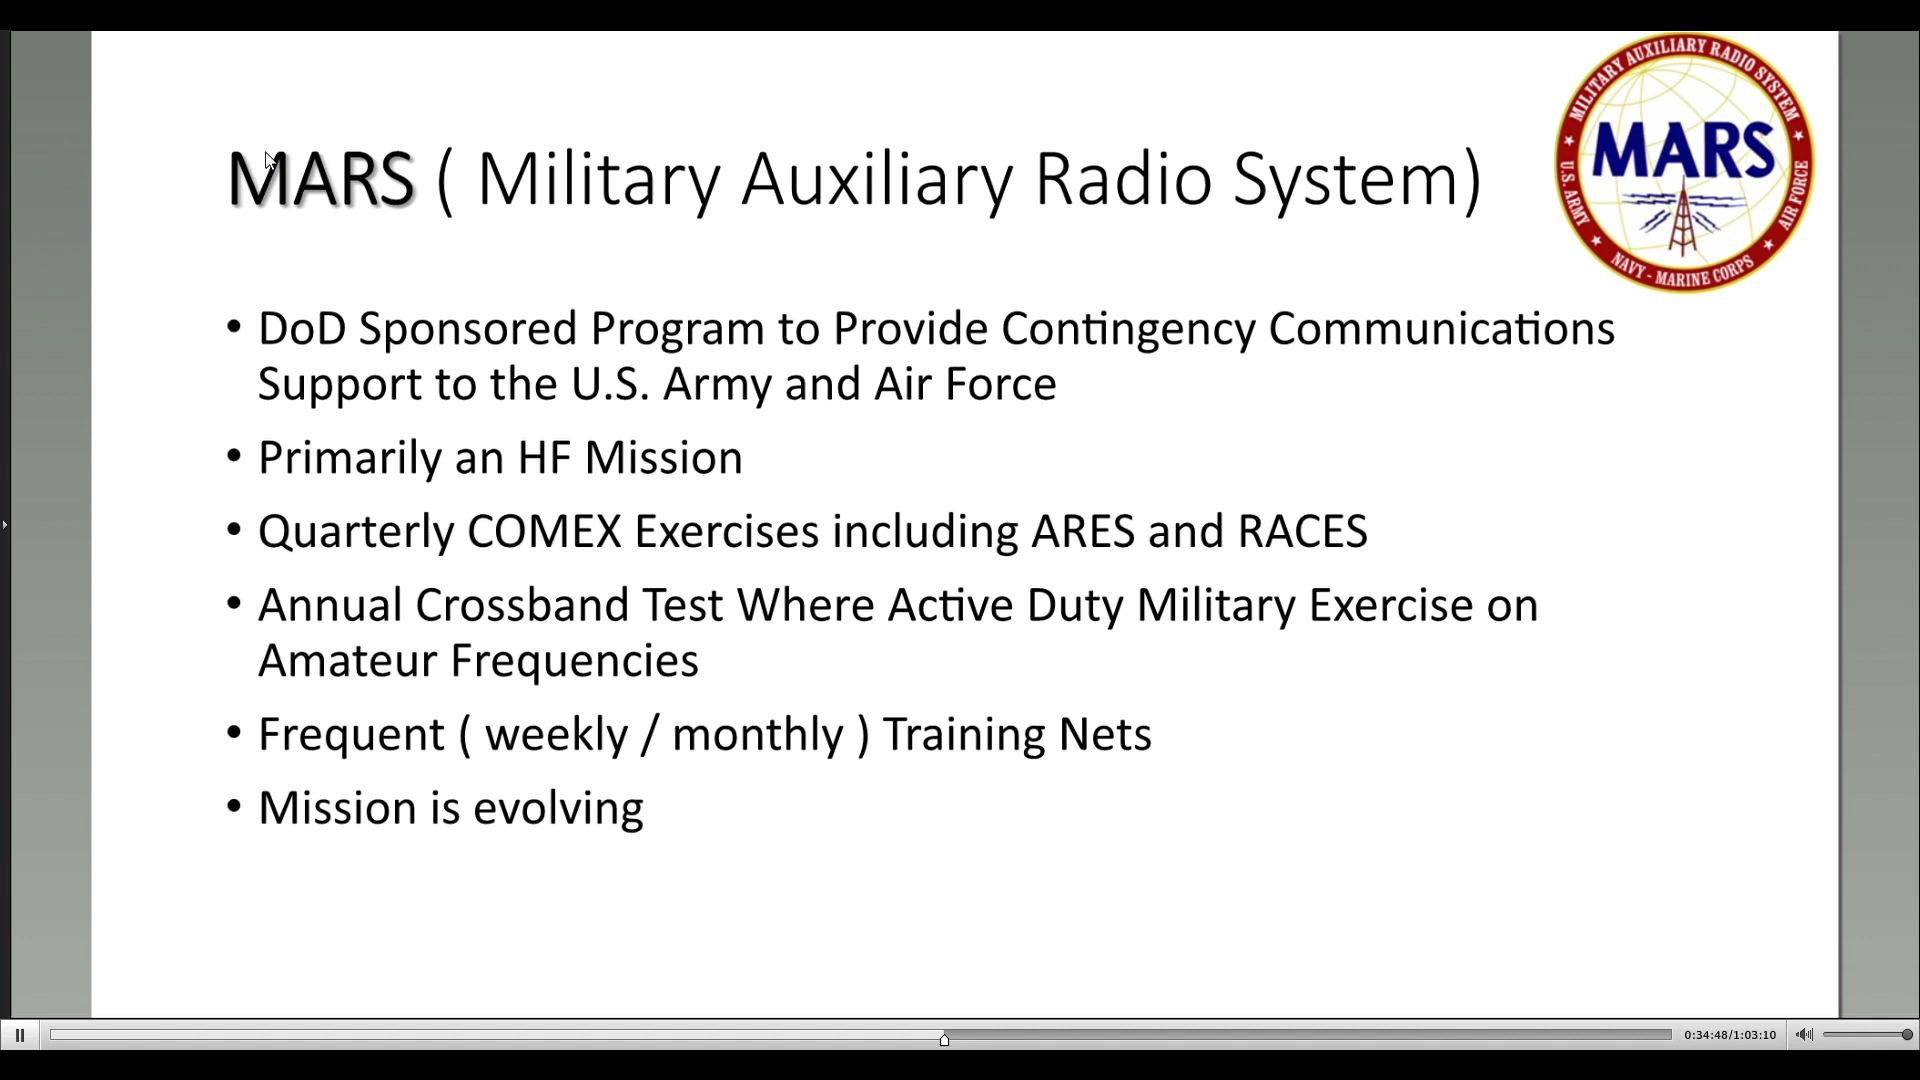 MARS ( Military Auxiliary Radio System)
MILITARY AUXILIARY RADIO SYSTEM
MARS
U.S. ARMY
AIR FORCE
NAVY - MARINE CORPS
• DoD Sponsored Program to Provide Contingency Communications
Support to the U.S. Army and Air Force
• Primarily an HF Mission
• Quarterly COMEX Exercises including ARES and RACES
• Annual Crossband Test Where Active Duty Military Exercise on
Amateur Frequencies
• Frequent ( weekly / monthly ) Training Nets
• Mission is evolving
0:34:48/1:03:10